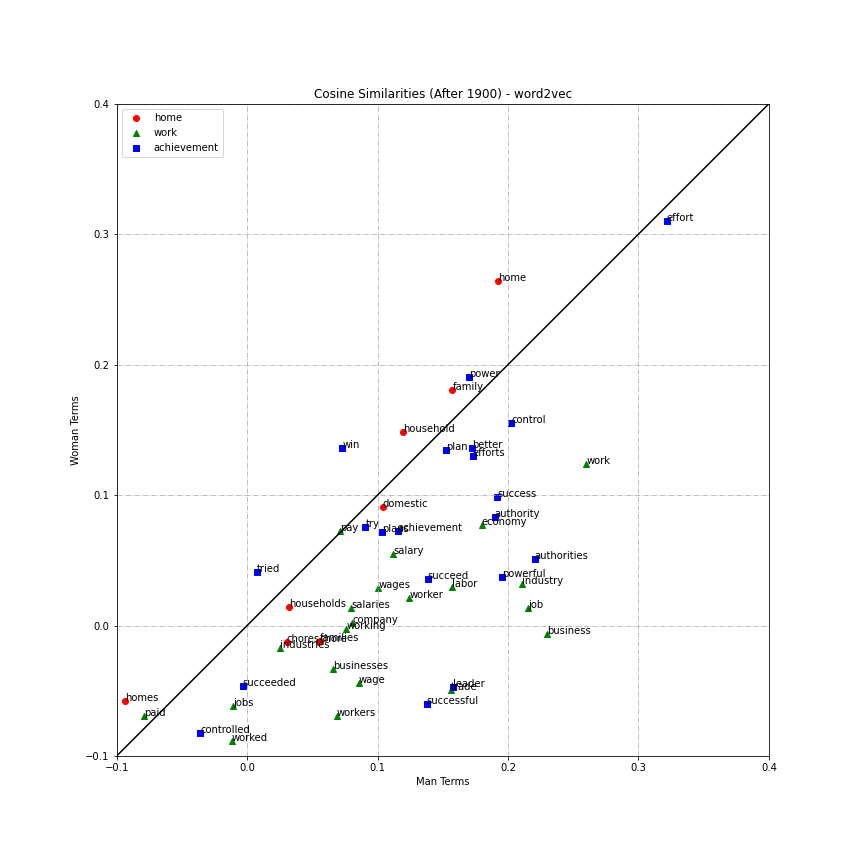 Cosine Similarities (After 1900) - word2vec
home
work
achievement
0.4
0.3
0.2
0.1
0.0
−0.1
Woman Terms
effort
home
power
family
control
household
win
plan
better
efforts
work
success
domestic
authority
economy
pay
try
plans
achievement
salary
authorities
tried
succeed
powerful
industry
wages
labor
worker
households
salaries
job
company
working
business
chores
chore
families
industries
businesses
wage
succeeded
leader
trade
homes
jobs
successful
paid
workers
controlled
worked
−0.1
0.0
0.1
0.2
0.3
0.4
Man Terms